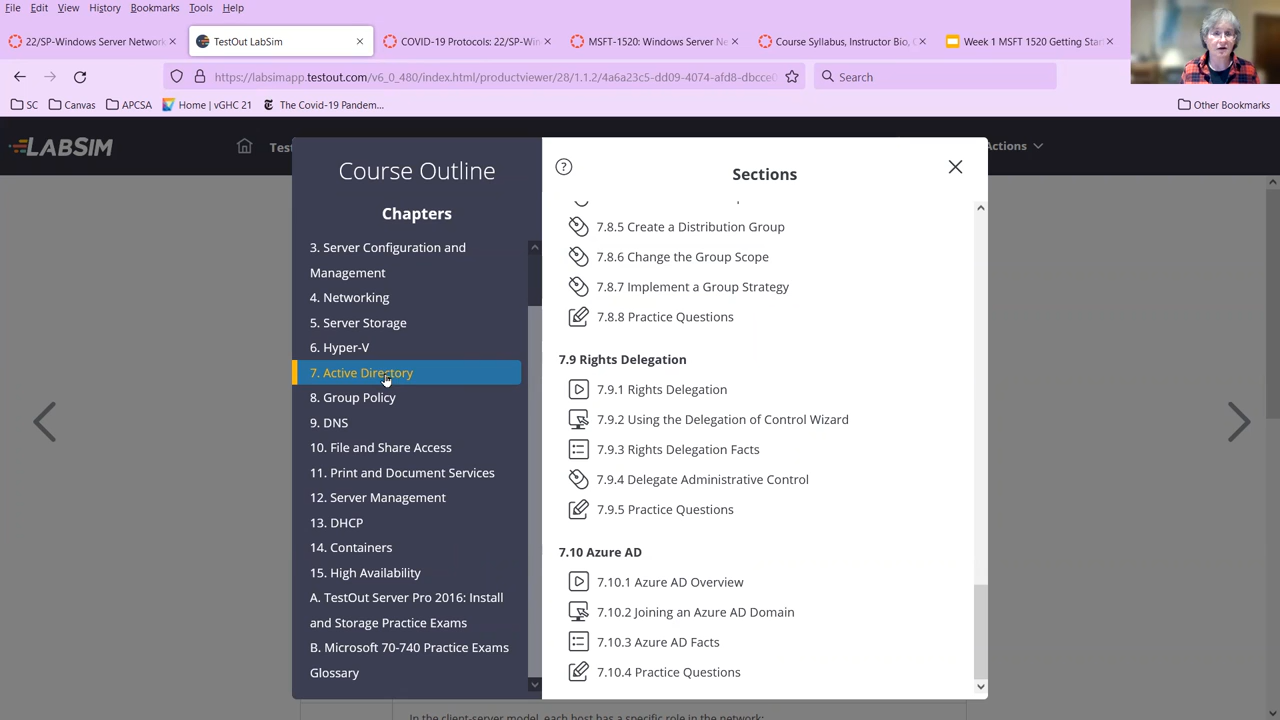 File Edit View History Bookmarks Tools Help
22/SP-Windows Server Network
TestOut LabSim
COVID-19 Protocols: 22/SP-Win
MSFT-1520: Windows Server Ne
Course Syllabus, Instructor Bio, C
Week 1 MSFT 1520 Getting Star
https://labsimapp.testout.com/v6_0_480/index.html/productviewer/28/1.1.2/4a6a23c5-dd09-4074-afd8-dbcce0
Search
SC Canvas APCSA Home | vGHC 21 The Covid-19 Pandem... Other Bookmarks
LABSIM
Tes
Actions
Course Outline
Chapters
3. Server Configuration and
Management
4. Networking
5. Server Storage
6. Hyper-V
7. Active Directory
8. Group Policy
9. DNS
10. File and Share Access
11. Print and Document Services
12. Server Management
13. DHCP
14. Containers
15. High Availability
A. TestOut Server Pro 2016: Install
and Storage Practice Exams
B. Microsoft 70-740 Practice Exams
Glossary
?
Sections
7.8.5 Create a Distribution Group
7.8.6 Change the Group Scope
7.8.7 Implement a Group Strategy
7.8.8 Practice Questions
7.9 Rights Delegation
7.9.1 Rights Delegation
7.9.2 Using the Delegation of Control Wizard
7.9.3 Rights Delegation Facts
7.9.4 Delegate Administrative Control
7.9.5 Practice Questions
7.10 Azure AD
7.10.1 Azure AD Overview
7.10.2 Joining an Azure AD Domain
7.10.3 Azure AD Facts
7.10.4 Practice Questions
In the client-server model, each host has a specific role in the network: